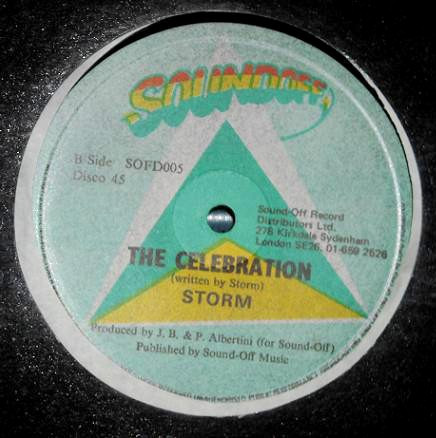 SOUNDOFF
B Side SOFD005
Disco 45
Sound-Off Record
Distributors Ltd.
278 Kirkdale Sydenham
London SE26. 01-659 2626
THE CELEBRATION
(written by Storm)
STORM
Produced by J. B. & P. Albertini (for Sound-Off)
Published by Sound-Off Music